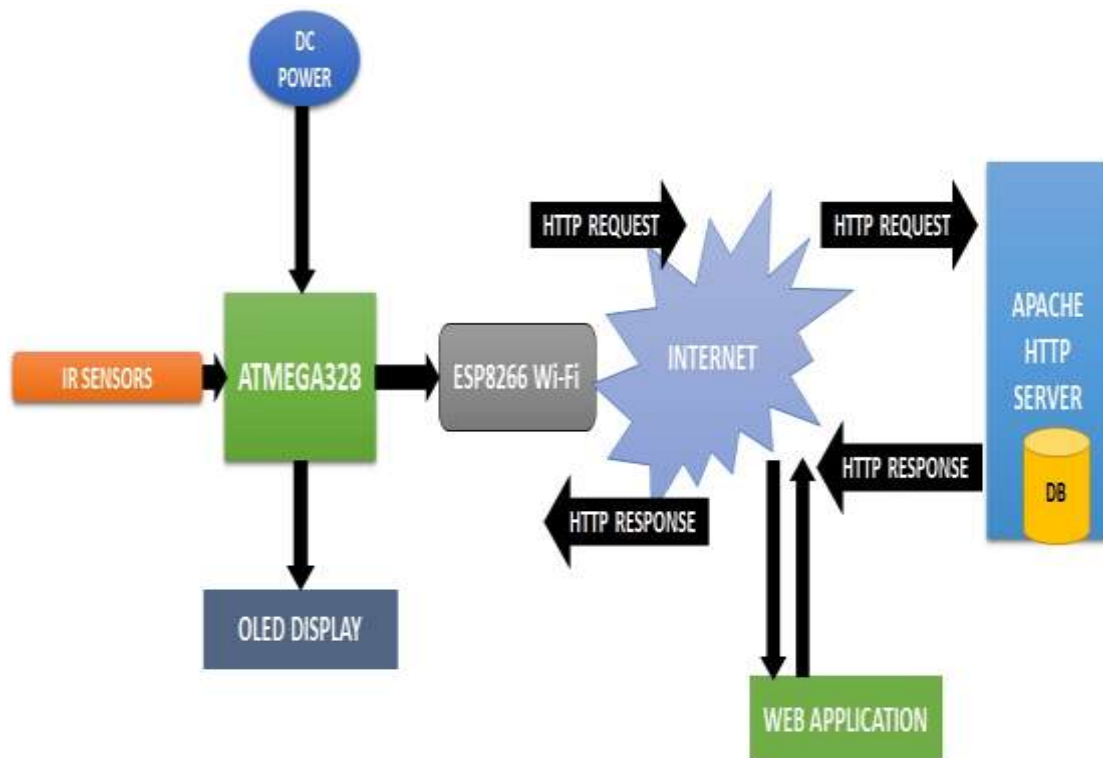 DC
POWER
HTTP REQUEST
HTTP REQUEST
IR SENSORS
ATMEGA328
ESP8266 Wi-Fi
INTERNET
APACHE
HTTP
SERVER
DB
HTTP RESPONSE
HTTP RESPONSE
OLED DISPLAY
WEB APPLICATION